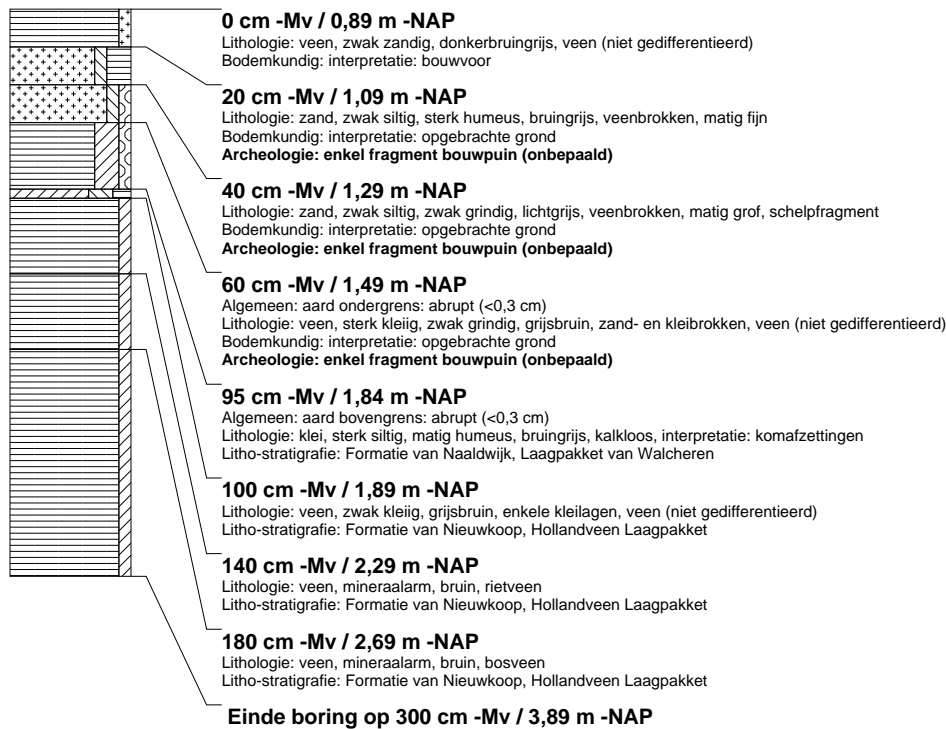 0 cm -Mv / 0,89 m -NAP
Lithologie: veen, zwak zandig, donkerbruingrijs, veen (niet gedifferentieerd)
Bodemkundig: interpretatie: bouwvoor
20 cm -Mv / 1,09 m -NAP
Lithologie: zand, zwak siltig, sterk humeus, bruingrijs, veenbrokken, matig fijn
Bodemkundig: interpretatie: opgebrachte grond
Archeologie: enkel fragment bouwpuin (onbepaald)
40 cm -Mv / 1,29 m -NAP
Lithologie: zand, zwak siltig, zwak grindig, lichtgrijs, veenbrokken, matig grof, schelpfragment
Bodemkundig: interpretatie: opgebrachte grond
Archeologie: enkel fragment bouwpuin (onbepaald)
60 cm -Mv / 1,49 m -NAP
Algemeen: aard ondergrens: abrupt (<0,3 cm)
Lithologie: veen, sterk kleiig, zwak grindig, grijsbruin, zand- en kleibrokken, veen (niet gedifferentieerd)
Bodemkundig: interpretatie: opgebrachte grond
Archeologie: enkel fragment bouwpuin (onbepaald)
95 cm -Mv / 1,84 m -NAP
Algemeen: aard bovengrens: abrupt (<0,3 cm)
Lithologie: klei, sterk siltig, matig humeus, bruingrijs, kalkloos, interpretatie: komafzettingen
Litho-stratigrafie: Formatie van Naaldwijk, Laagpakket van Walcheren
100 cm -Mv / 1,89 m -NAP
Lithologie: veen, zwak kleiig, grijsbruin, enkele kleilagen, veen (niet gedifferentieerd)
Litho-stratigrafie: Formatie van Nieuwkoop, Hollandveen Laagpakket
140 cm -Mv / 2,29 m -NAP
Lithologie: veen, mineraalarm, bruin, rietveen
Litho-stratigrafie: Formatie van Nieuwkoop, Hollandveen Laagpakket
180 cm -Mv / 2,69 m -NAP
Lithologie: veen, mineraalarm, bruin, bosveen
Litho-stratigrafie: Formatie van Nieuwkoop, Hollandveen Laagpakket
Einde boring op 300 cm -Mv / 3,89 m -NAP